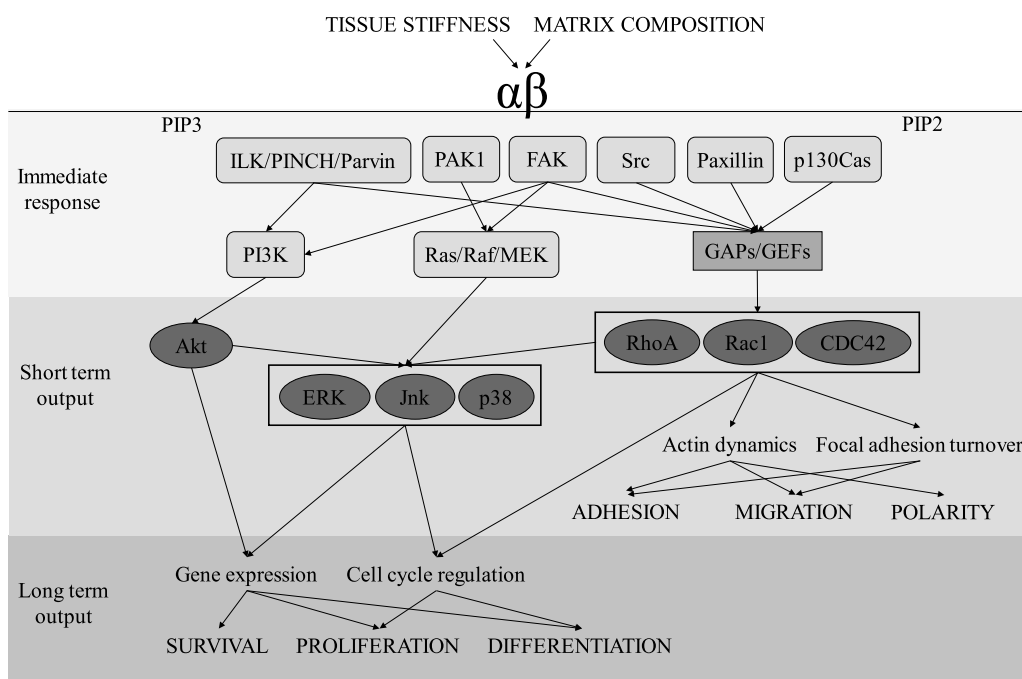 TISSUE STIFFNESS MATRIX COMPOSITION
αβ
PIP3 PIP2
Immediate
response
ILK/PINCH/Parvin PAK1 FAK Src Paxillin p130Cas
PI3K Ras/Raf/MEK GAPs/GEFs
Short term
output
Akt RhoA Rac1 CDC42
ERK Jnk p38
Actin dynamics Focal adhesion turnover
ADHESION MIGRATION POLARITY
Long term
output
Gene expression Cell cycle regulation
SURVIVAL PROLIFERATION DIFFERENTIATION